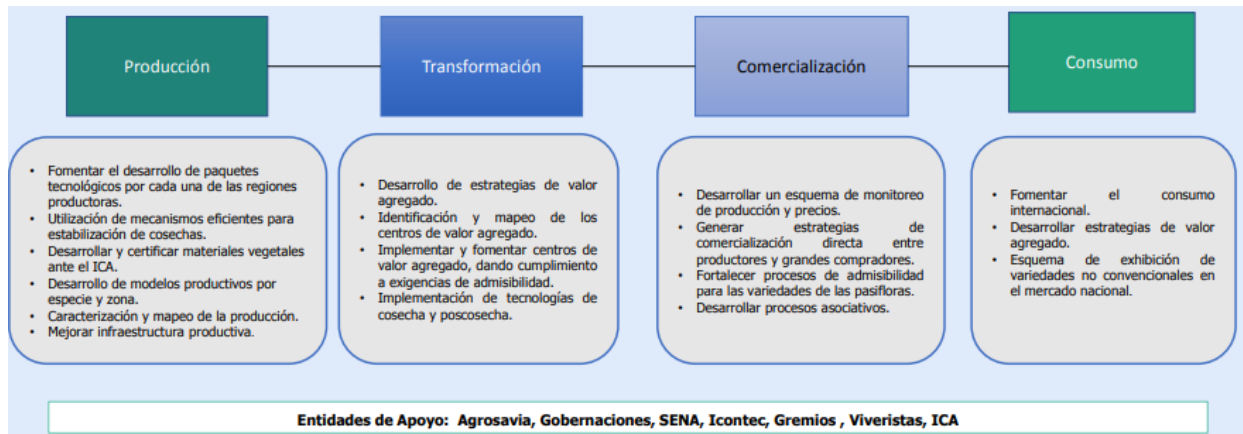 Producción
Transformación
Comercialización
Consumo
• Fomentar el desarrollo de paquetes
tecnológicos por cada una de las regiones
productoras.
• Utilización de mecanismos eficientes para
estabilización de cosechas.
• Desarrollar y certificar materiales vegetales
ante el ICA.
• Desarrollo de modelos productivos por
especie y zona.
• Caracterización y mapeo de la producción.
• Mejorar infraestructura productiva.
• Desarrollo de estrategias de valor
agregado.
• Identificación y mapeo de los
centros de valor agregado.
• Implementar y fomentar centros de
valor agregado, dando cumplimiento
a exigencias de admisibilidad.
• Implementación de tecnologías de
cosecha y poscosecha.
• Desarrollar un esquema de monitoreo
de producción y precios.
• Generar estrategias de
comercialización directa entre
productores y grandes compradores.
• Fortalecer procesos de admisibilidad
para las variedades de las pasifloras.
• Desarrollar procesos asociativos.
• Fomentar el consumo
internacional.
• Desarrollar estrategias de valor
agregado.
• Esquema de exhibición de
variedades no convencionales en
el mercado nacional.
Entidades de Apoyo: Agrosavia, Gobernaciones, SENA, Icontec, Gremios , Viveristas, ICA